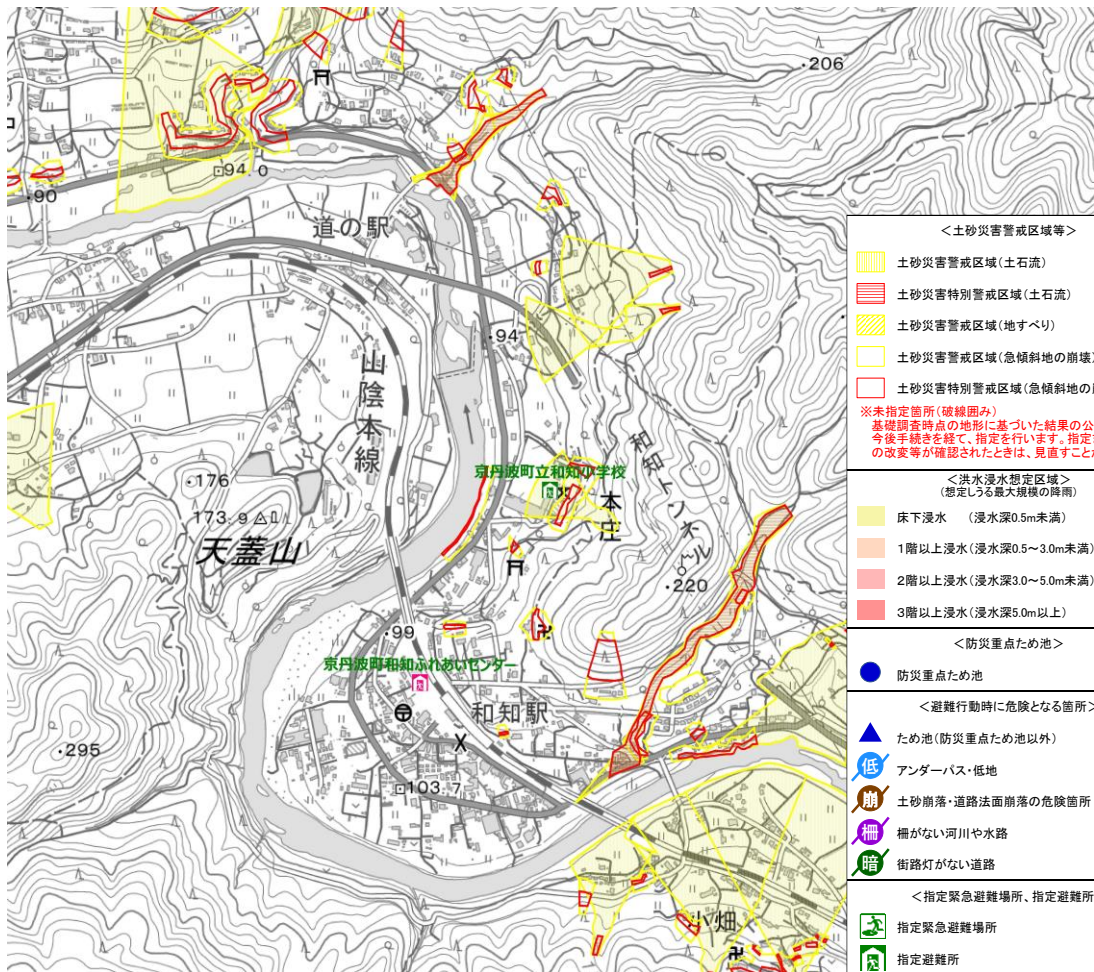 206
94.0
90
道の駅
94
山陰本線
和知トンネル
京丹波町立和知小学校
本庄
176
173.9
天蓋山
220
99
京丹波町和知ふれあいセンター
和知駅
295
103.7
小畑
＜土砂災害警戒区域等＞
土砂災害警戒区域(土石流)
土砂災害特別警戒区域(土石流)
土砂災害警戒区域(地すべり)
土砂災害警戒区域(急傾斜地の崩壊)
土砂災害特別警戒区域(急傾斜地の
※未指定箇所(破線囲み)
基礎調査時点の地形に基づいた結果の公
今後手続きを経て、指定を行います。指定
の改変等が確認されたときは、見直すこと
＜洪水浸水想定区域＞
(想定しうる最大規模の降雨)
床下浸水 (浸水深0.5m未満)
1階以上浸水(浸水深0.5～3.0m未満)
2階以上浸水(浸水深3.0～5.0m未満)
3階以上浸水(浸水深5.0m以上)
＜防災重点ため池＞
防災重点ため池
＜避難行動時に危険となる箇所＞
ため池(防災重点ため池以外)
低 アンダーパス・低地
崩 土砂崩落・道路法面崩落の危険箇所
柵 柵がない河川や水路
暗 街路灯がない道路
＜指定緊急避難場所、指定避難所
指定緊急避難場所
指定避難所